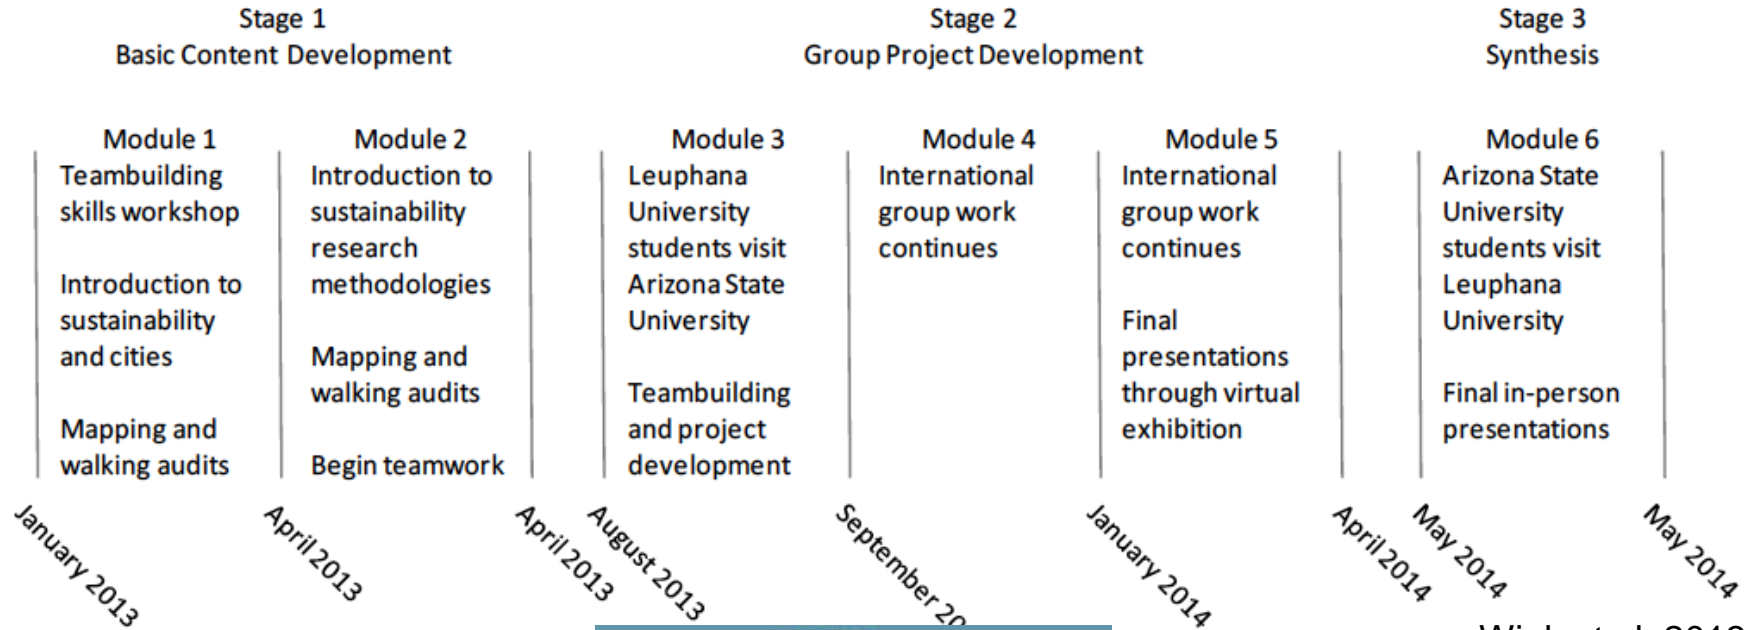 Stage 1
Basic Content Development
Stage 2
Group Project Development
Stage 3
Synthesis
Module 1
Teambuilding
skills workshop
Introduction to
sustainability
and cities
Mapping and
walking audits
Module 2
Introduction to
sustainability
research
methodologies
Mapping and
walking audits
Begin teamwork
Module 3
Leuphana
University
students visit
Arizona State
University
Teambuilding
and project
development
Module 4
International
group work
continues
Module 5
International
group work
continues
Final
presentations
through virtual
exhibition
Module 6
Arizona State
University
students visit
Leuphana
University
Final in-person
presentations
January 2013
April 2013
April 2013
August 2013
September 20
January 2014
April 2014
May 2014
May 2014